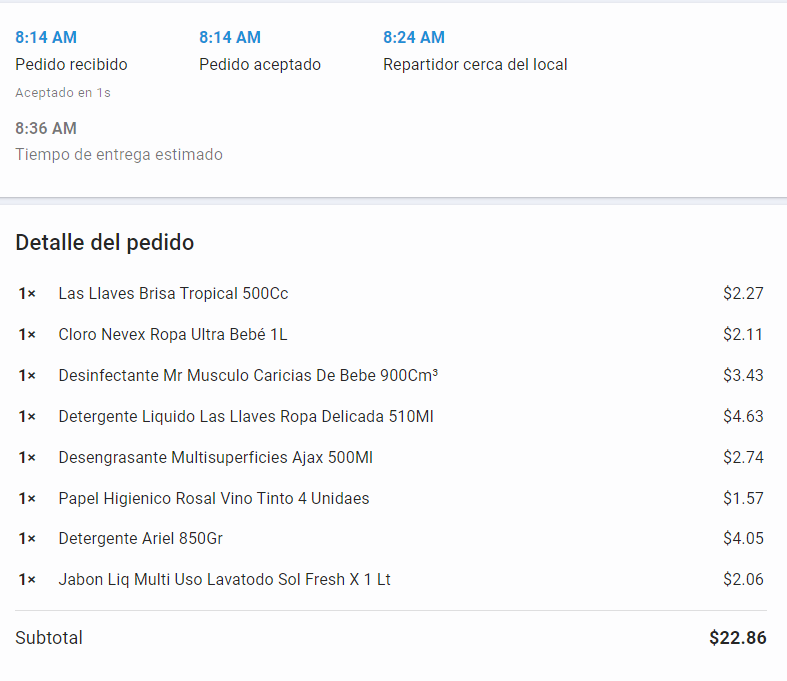 8:14 AM
Pedido recibido
Aceptado en 1s
8:14 AM
Pedido aceptado
8:24 AM
Repartidor cerca del local
8:36 AM
Tiempo de entrega estimado
Detalle del pedido
1× Las Llaves Brisa Tropical 500Cc $2.27
1× Cloro Nevex Ropa Ultra Bebé 1L $2.11
1× Desinfectante Mr Musculo Caricias De Bebe 900Cm³ $3.43
1× Detergente Liquido Las Llaves Ropa Delicada 510Ml $4.63
1× Desengrasante Multisuperficies Ajax 500Ml $2.74
1× Papel Higienico Rosal Vino Tinto 4 Unidaes $1.57
1× Detergente Ariel 850Gr $4.05
1× Jabon Liq Multi Uso Lavatodo Sol Fresh X 1 Lt $2.06
Subtotal $22.86